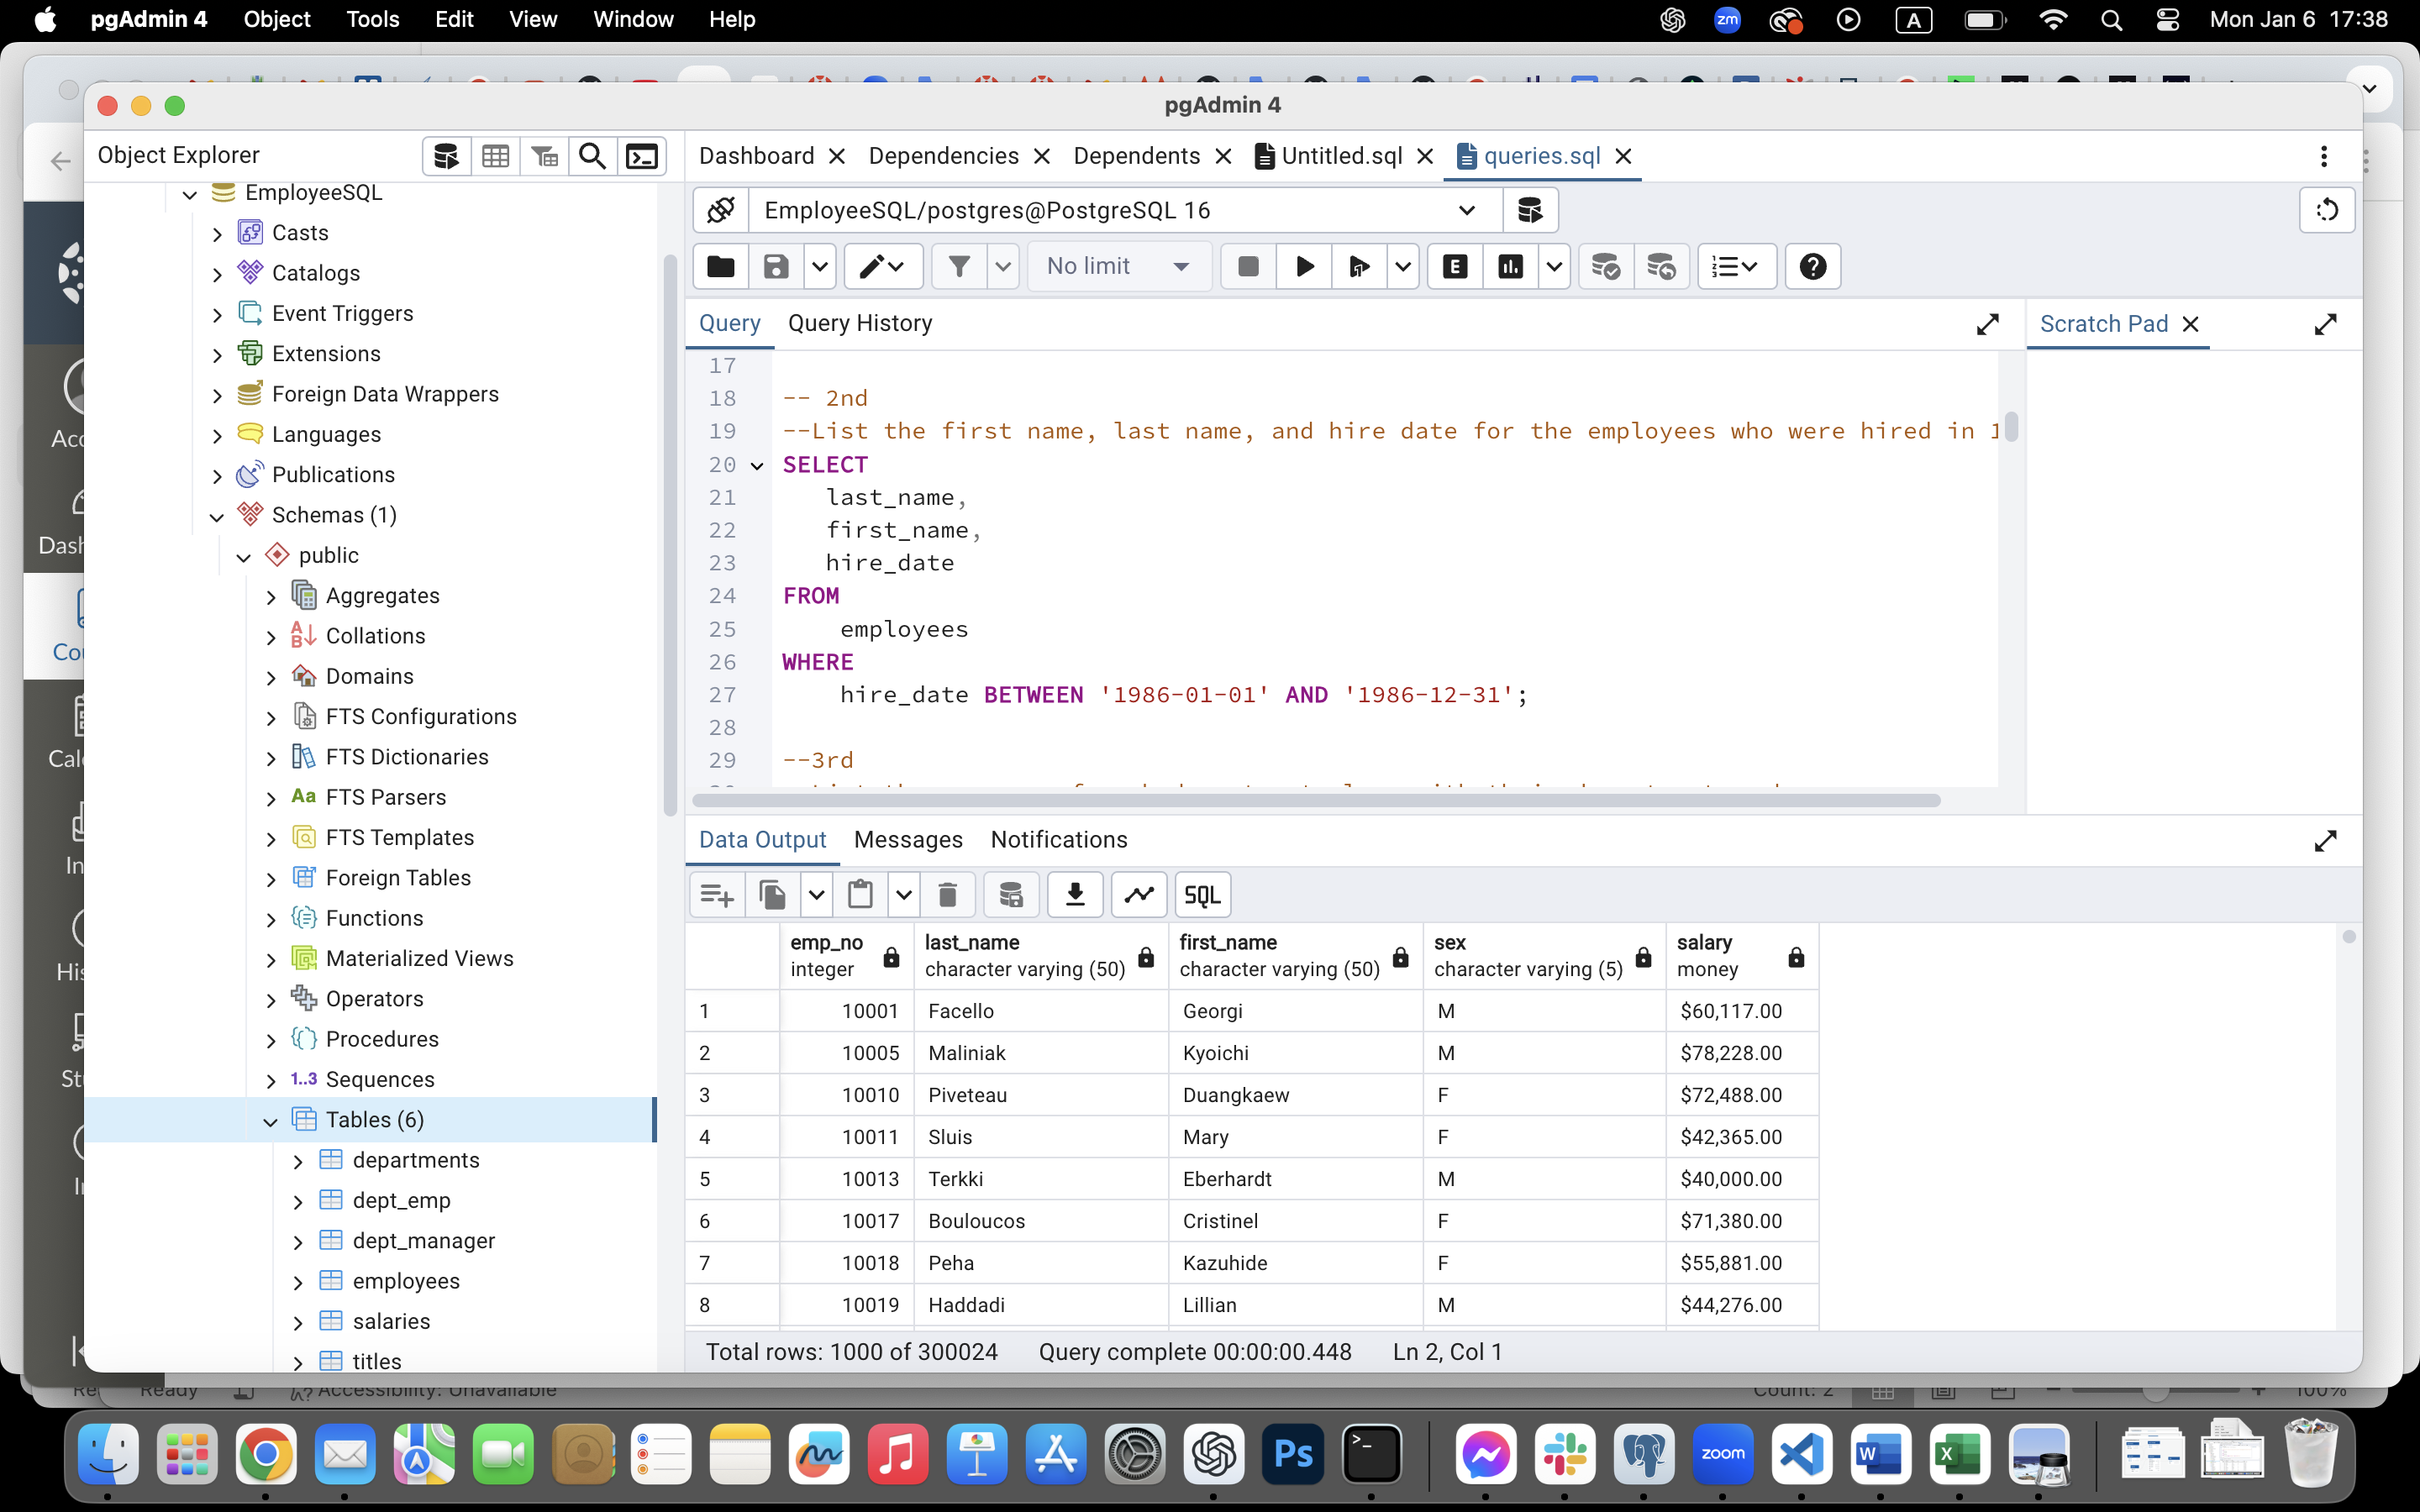 pgAdmin 4 Object Tools Edit View Window Help zm A Mon Jan 6 17:38
pgAdmin 4
Object Explorer
Dashboard Dependencies Dependents Untitled.sql queries.sql
EmployeeSQL/postgres@PostgreSQL 16
No limit
E
Query Query History
Scratch Pad
EmployeeSQL
Casts
Catalogs
Event Triggers
Extensions
Foreign Data Wrappers
Languages
Publications
Schemas (1)
public
Aggregates
Collations
Domains
FTS Configurations
FTS Dictionaries
Aa FTS Parsers
FTS Templates
Foreign Tables
Functions
Materialized Views
Operators
Procedures
1..3 Sequences
Tables (6)
departments
dept_emp
dept_manager
employees
salaries
titles
17
18 -- 2nd
19 --List the first name, last name, and hire date for the employees who were hired in 1
20 SELECT
21 last_name,
22 first_name,
23 hire_date
24 FROM
25 employees
26 WHERE
27 hire_date BETWEEN '1986-01-01' AND '1986-12-31';
28
29 --3rd
Data Output Messages Notifications
SQL
emp_no last_name first_name sex salary
integer character varying (50) character varying (50) character varying (5) money
1 10001 Facello Georgi M $60,117.00
2 10005 Maliniak Kyoichi M $78,228.00
3 10010 Piveteau Duangkaew F $72,488.00
4 10011 Sluis Mary F $42,365.00
5 10013 Terkki Eberhardt M $40,000.00
6 10017 Bouloucos Cristinel F $71,380.00
7 10018 Peha Kazuhide F $55,881.00
8 10019 Haddadi Lillian M $44,276.00
Total rows: 1000 of 300024 Query complete 00:00:00.448 Ln 2, Col 1
Ready Accessibility: Unavailable Count: 2 100%
Ps zoom W X